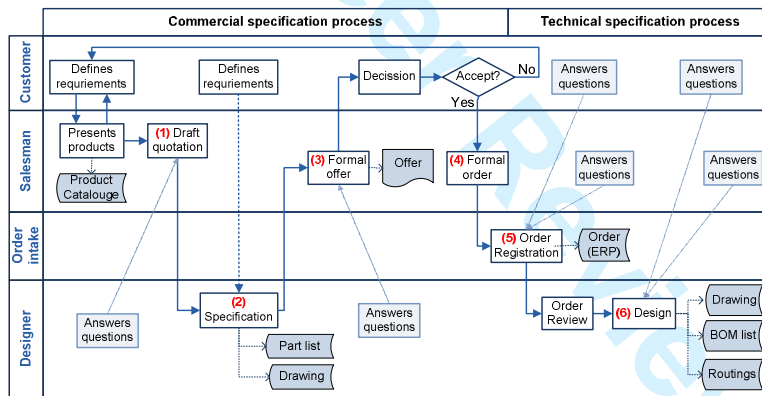 Commercial specification process
Technical specification process
Customer
Defines
requriements
Defines
requriements
Decission
Accept?
No
Yes
Answers
questions
Answers
questions
Salesman
Presents
products
(1) Draft
quotation
Product
Catalouge
(3) Formal
offer
Offer
(4) Formal
order
Answers
questions
Answers
questions
Order
intake
(5) Order
Registration
Order
(ERP)
Designer
Answers
questions
(2)
Specification
Part list
Drawing
Answers
questions
Order
Review
(6) Design
Drawing
BOM list
Routings
er Review